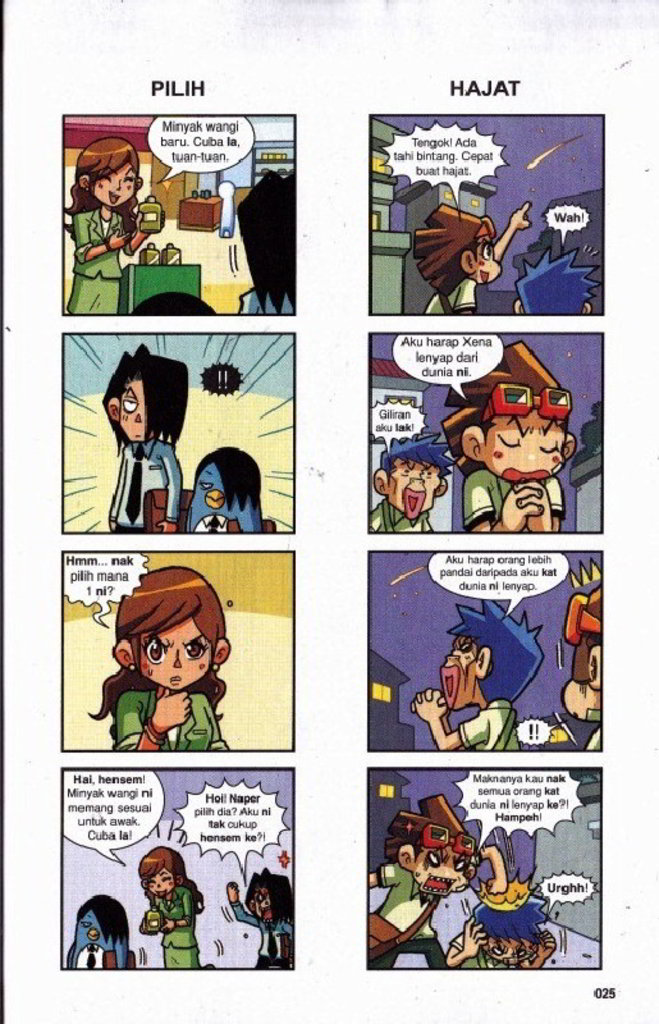 PILIH
Minyak wangi
baru. Cuba la,
tuan-tuan.
!!
Hmm... nak
pilih mana
1 ni?
Hai, hensem!
Minyak wangi ni
memang sesuai
untuk awak.
Cuba la!
Hoi! Naper
pilih dia? Aku ni
tak cukup
hensem ke?!
HAJAT
Tengok! Ada
tahi bintang. Cepat
buat hajat.
Wah!
Aku harap Xena
lenyap dari
dunia ni.
Giliran
aku lak!
Aku harap orang lebih
pandai daripada aku kat
dunia ni lenyap.
!!
Maknanya kau nak
semua orang kat
dunia ni lenyap ke?!
Hampeh!
Urghh!
025